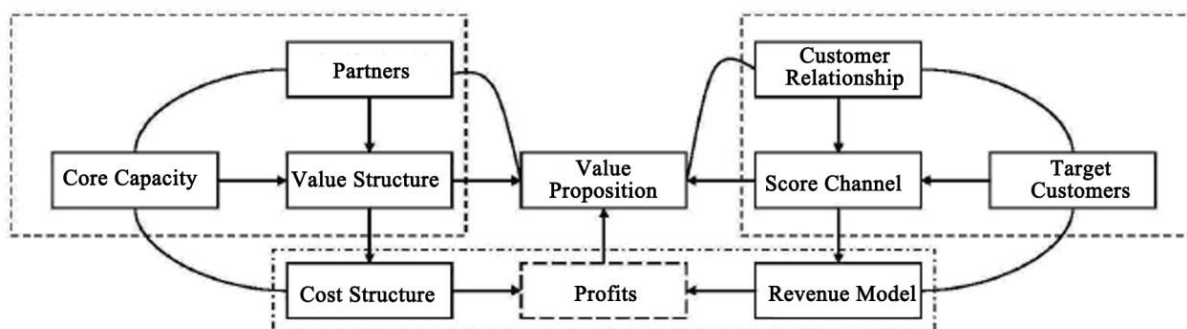 Partners
Customer
Relationship
Core Capacity
Value Structure
Value
Proposition
Score Channel
Target
Customers
Cost Structure
Profits
Revenue Model